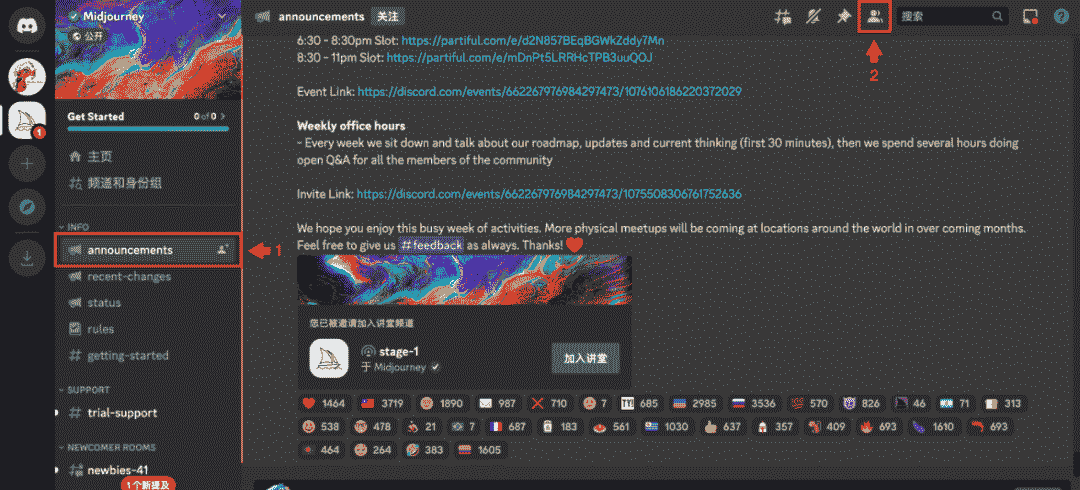 Midjourney
公开
Get Started
0 of 0
主页
频道和身份组
INFO
announcements
recent-changes
status
rules
getting-started
SUPPORT
trial-support
NEWCOMER ROOMS
newbies-41
1 个新提及
1
1
announcements
关注
搜索
2
6:30 - 8:30pm Slot: https://partiful.com/e/d2N857BEqBGWkZddy7Mn
8:30 - 11pm Slot: https://partiful.com/e/mDnPt5LRRHcTPB3uuQOJ
Event Link: https://discord.com/events/662267976984297473/1076106186220372029
Weekly office hours
- Every week we sit down and talk about our roadmap, updates and current thinking (first 30 minutes), then we spend several hours doing
open Q&A for all the members of the community
Invite Link: https://discord.com/events/662267976984297473/1075508306761752636
We hope you enjoy this busy week of activities. More physical meetups will be coming at locations around the world in over coming months.
Feel free to give us #feedback as always. Thanks!
您已被邀请加入讲堂频道
stage-1
于 Midjourney
加入讲堂
1464 3719 1890 987 710 7 685 2985 3536 570 826 46 71 313
538 478 21 7 687 183 561 1030 637 357 409 693 1610 693
464 264 383 1605